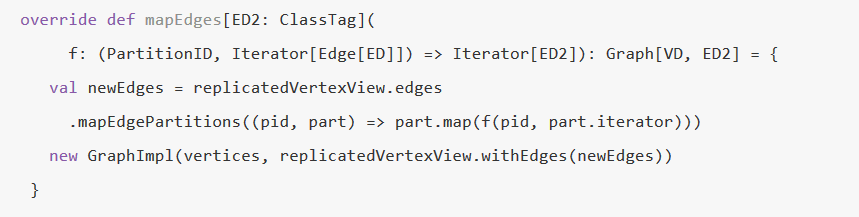 override def mapEdges[ED2: ClassTag](
f: (PartitionID, Iterator[Edge[ED]]) => Iterator[ED2]): Graph[VD, ED2] = {
val newEdges = replicatedVertexView.edges
.mapEdgePartitions((pid, part) => part.map(f(pid, part.iterator)))
new GraphImpl(vertices, replicatedVertexView.withEdges(newEdges))
}